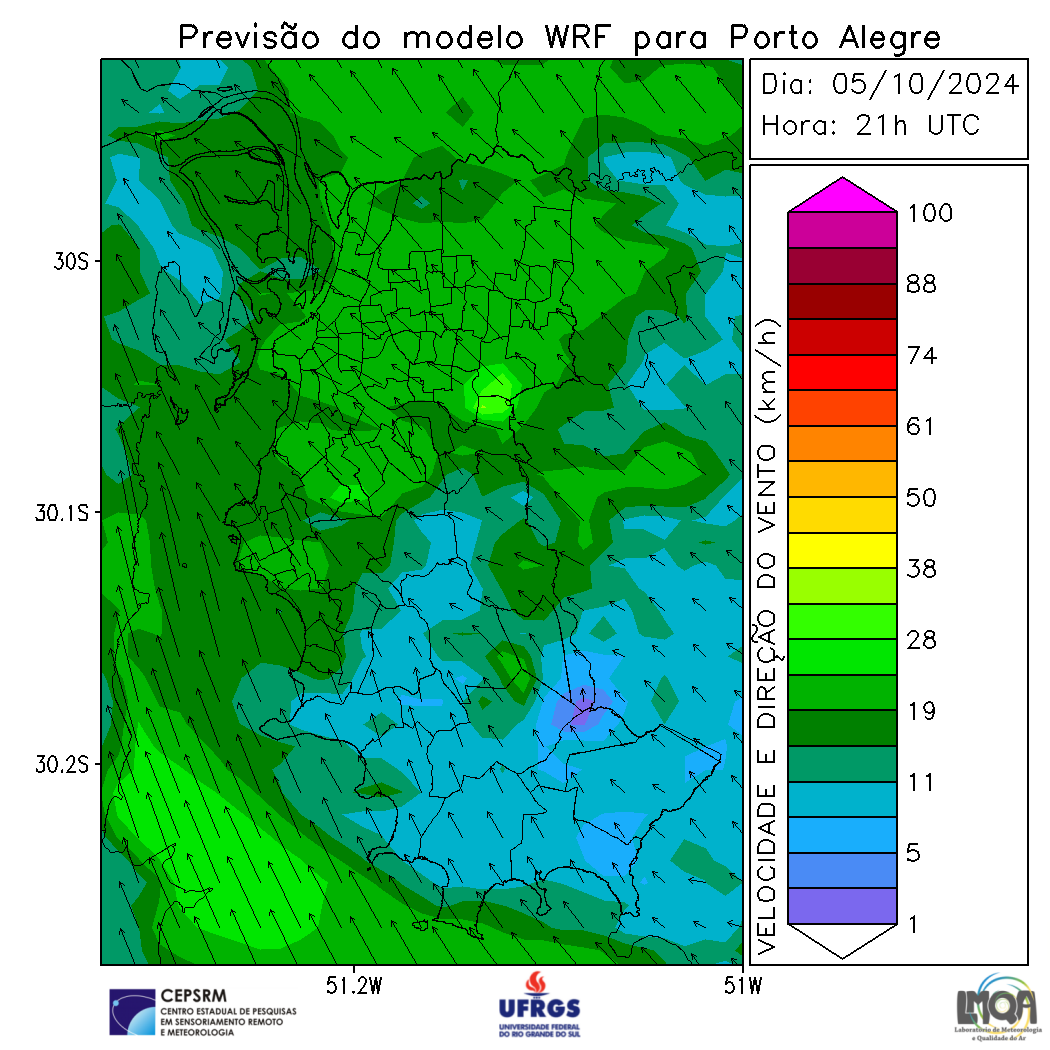 Previsão do modelo WRF para Porto Alegre
Dia: 05/10/2024
Hora: 21h UTC
30S
30.1S
30.2S
51.2W
51W
VELOCIDADE E DIREÇÃO DO VENTO (km/h)
100
88
74
61
50
38
28
19
11
5
1
CEPSRM
CENTRO ESTADUAL DE PESQUISAS
EM SENSORIAMENTO REMOTO
E METEOROLOGIA
UFRGS
UNIVERSIDADE FEDERAL
DO RIO GRANDE DO SUL
LMQA
Laboratório de Meteorologia
e Qualidade do Ar